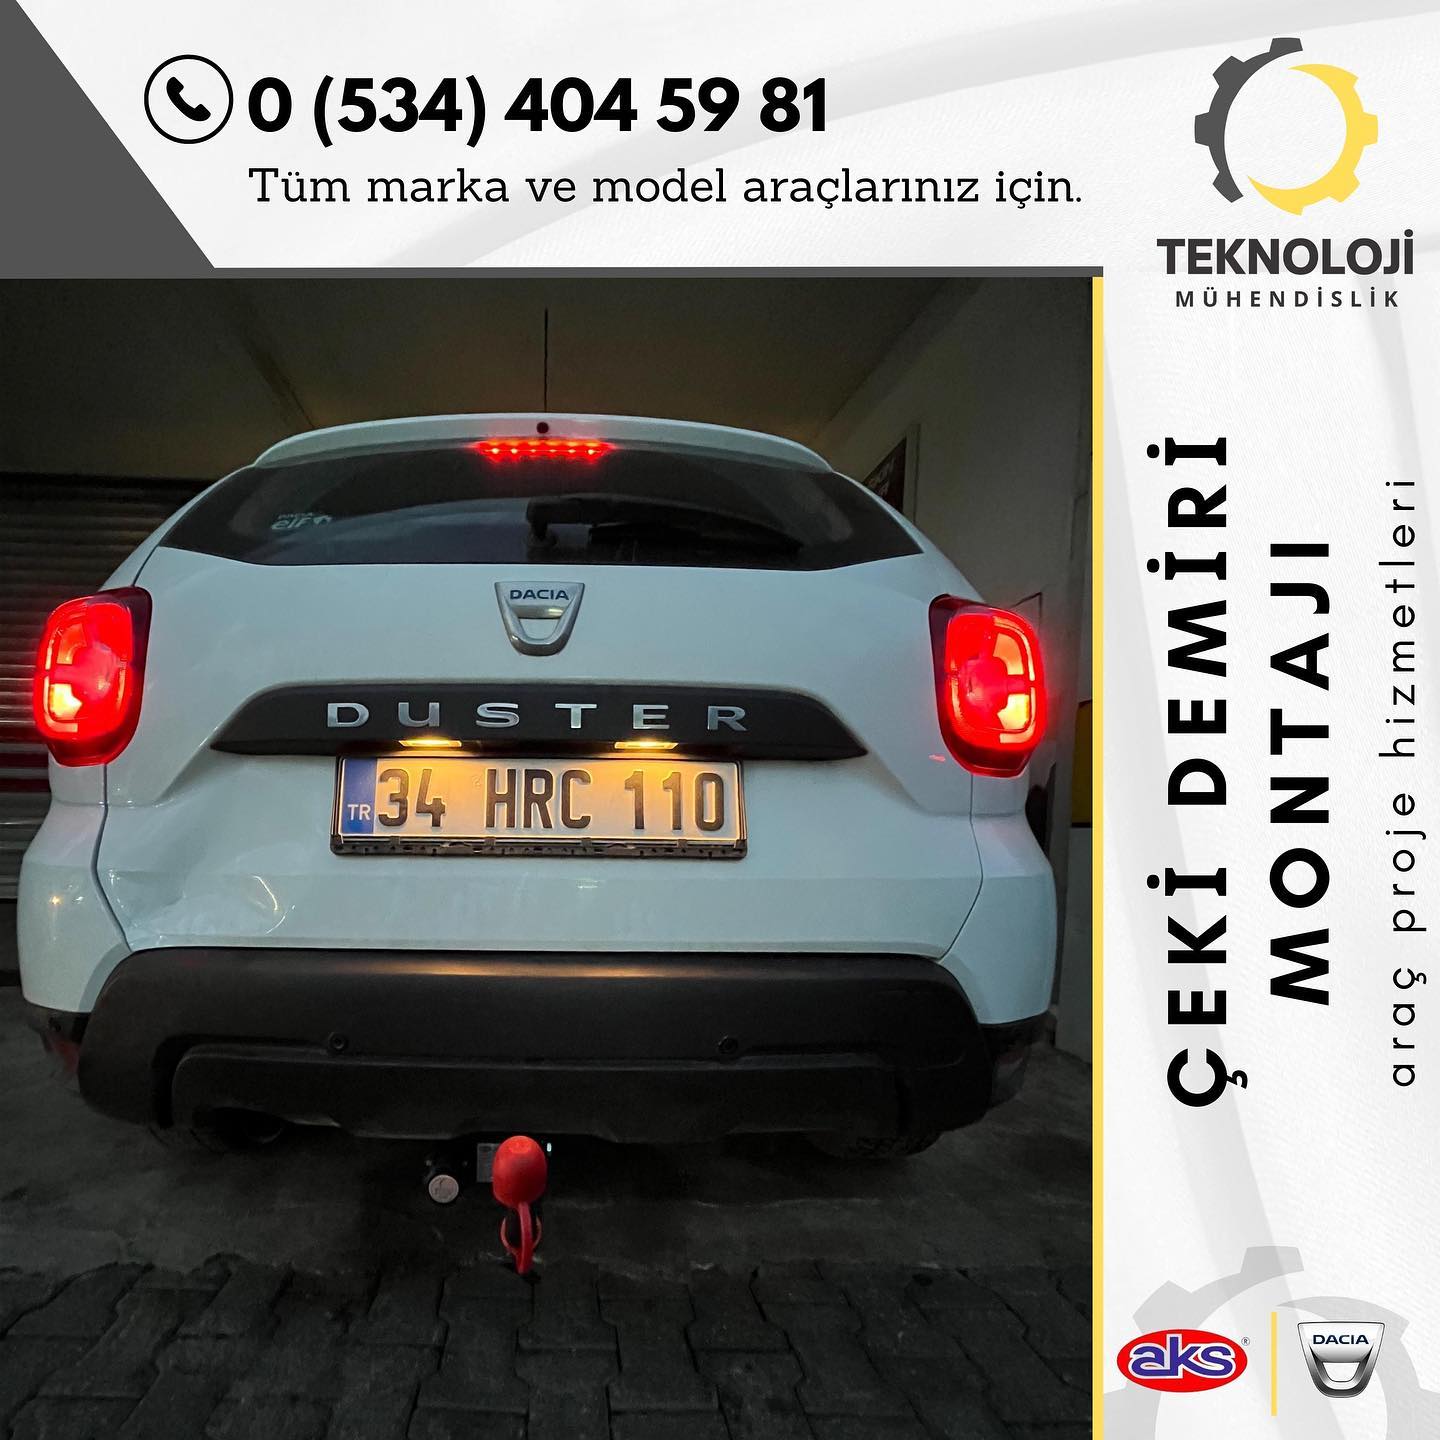 0 (534) 404 59 81
Tüm marka ve model araçlarınız için.
TEKNOLOJİ
MÜHENDİSLİK
ÇEKİ DEMİRİ
MONTAJI
araç proje hizmetleri
elf
DACIA
DUSTER
TR 34 HRC 110
aks®
DACIA